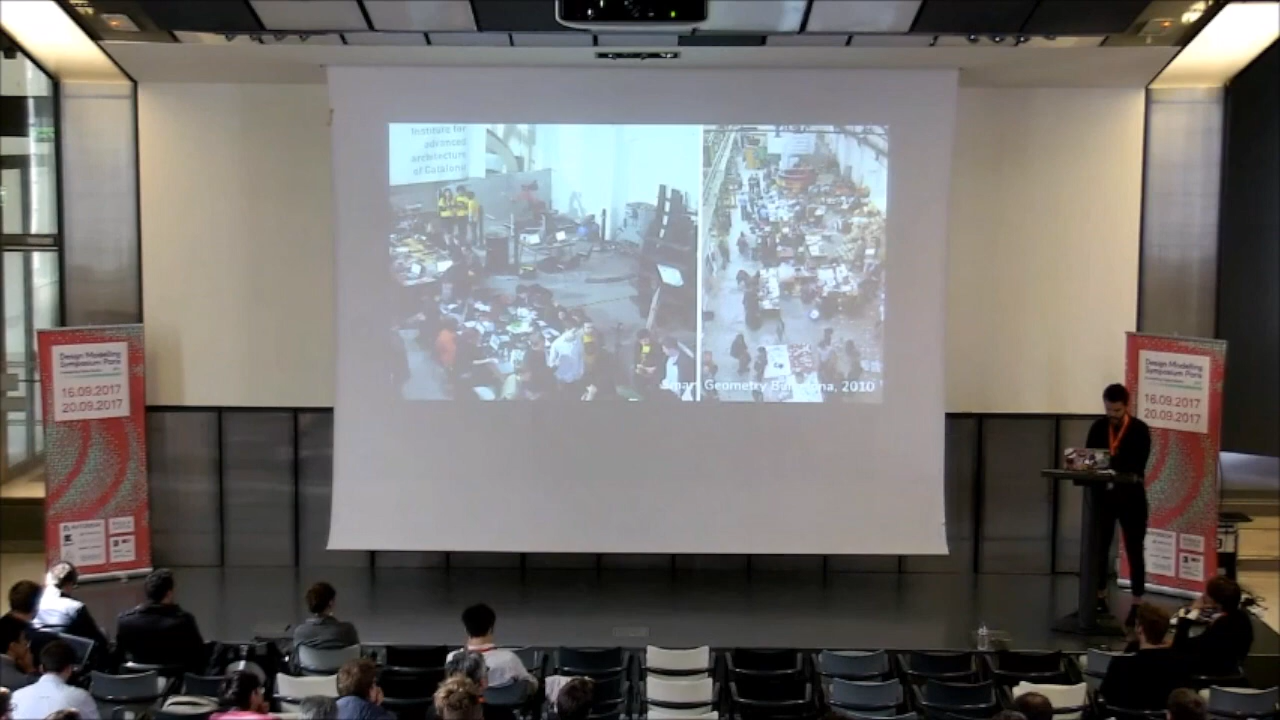 Institute for
advanced
architecture
of Catalonia
Smart Geometry Barcelona, 2010
Design Modelling
Symposium Paris
16.09.2017
20.09.2017
Design Modelling
Symposium Paris
16.09.2017
20.09.2017